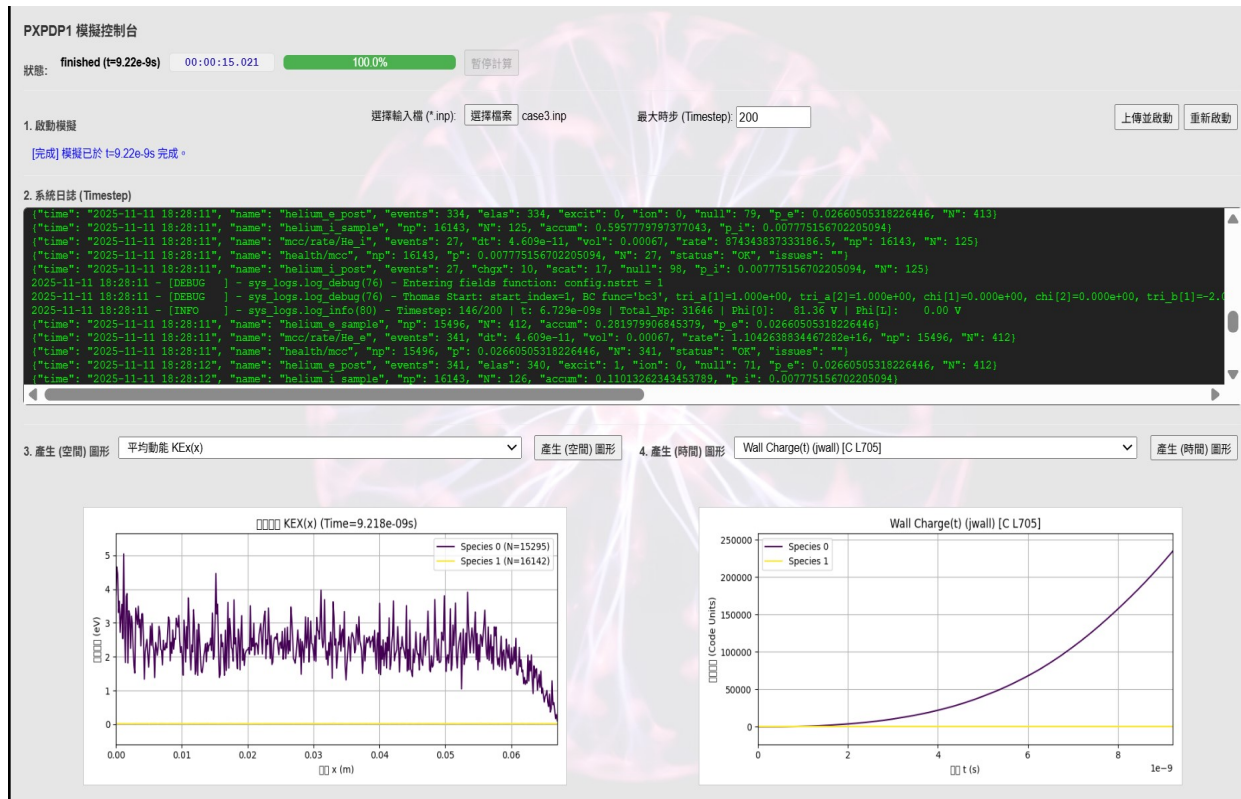 PXPDP1 模擬控制台
狀態: finished (t=9.22e-9s) 00:00:15.021 100.0% 暫停計算
1. 啟動模擬 選擇輸入檔 (*.inp): 選擇檔案 case3.inp 最大時步 (Timestep): 200 上傳並啟動 重新啟動
[完成] 模擬已於 t=9.22e-9s 完成。
2. 系統日誌 (Timestep)
{"time": "2025-11-11 18:28:11", "name": "helium_e_post", "events": 334, "elas": 334, "excit": 0, "ion": 0, "null": 79, "p_e": 0.02660505318226446, "N": 413}
{"time": "2025-11-11 18:28:11", "name": "helium_i_sample", "np": 16143, "N": 125, "accum": 0.5957779797377043, "p_i": 0.007775156702205094}
{"time": "2025-11-11 18:28:11", "name": "mcc/rate/He_i", "events": 27, "dt": 4.609e-11, "vol": 0.00067, "rate": 874343837333186.5, "np": 16143, "N": 125}
{"time": "2025-11-11 18:28:11", "name": "health/mcc", "np": 16143, "p": 0.007775156702205094, "N": 27, "status": "OK", "issues": ""}
{"time": "2025-11-11 18:28:11", "name": "helium_i_post", "events": 27, "chgx": 10, "scat": 17, "null": 98, "p_i": 0.007775156702205094, "N": 125}
2025-11-11 18:28:11 - [DEBUG ] - sys_logs.log_debug(76) - Entering fields function: config.nstrt = 1
2025-11-11 18:28:11 - [DEBUG ] - sys_logs.log_debug(76) - Thomas Start: start_index=1, BC func='bc3', tri_a[1]=1.000e+00, tri_a[2]=1.000e+00, chi[1]=0.000e+00, chi[2]=0.000e+00, tri_b[1]=-2.0
2025-11-11 18:28:11 - [INFO ] - sys_logs.log_info(80) - Timestep: 146/200 | t: 6.729e-09s | Total_Np: 31646 | Phi[0]: 81.36 V | Phi[L]: 0.00 V
{"time": "2025-11-11 18:28:11", "name": "helium_e_sample", "np": 15496, "N": 412, "accum": 0.281979906845379, "p_e": 0.02660505318226446}
{"time": "2025-11-11 18:28:12", "name": "mcc/rate/He_e", "events": 341, "dt": 4.609e-11, "vol": 0.00067, "rate": 1.1042638834467282e+16, "np": 15496, "N": 412}
{"time": "2025-11-11 18:28:12", "name": "health/mcc", "np": 15496, "p": 0.02660505318226446, "N": 341, "status": "OK", "issues": ""}
{"time": "2025-11-11 18:28:12", "name": "helium_e_post", "events": 341, "elas": 340, "excit": 1, "ion": 0, "null": 71, "p_e": 0.02660505318226446, "N": 412}
{"time": "2025-11-11 18:28:12", "name": "helium_i_sample", "np": 16143, "N": 126, "accum": 0.11013262343453789, "p_i": 0.007775156702205094}
3. 產生 (空間) 圖形 平均動能 KEx(x) 產生 (空間) 圖形 4. 產生 (時間) 圖形 Wall Charge(t) (jwall) [C L705] 產生 (時間) 圖形
□□□□ KEX(x) (Time=9.218e-09s)
Species 0 (N=15295)
Species 1 (N=16142)
5
4
3
2
1
0
□□□□ (eV)
0.00 0.01 0.02 0.03 0.04 0.05 0.06
□□ x (m)
Wall Charge(t) (jwall) [C L705]
Species 0
Species 1
250000
200000
150000
100000
50000
0
□□□□ (Code Units)
0 2 4 6 8
1e−9
□□ t (s)